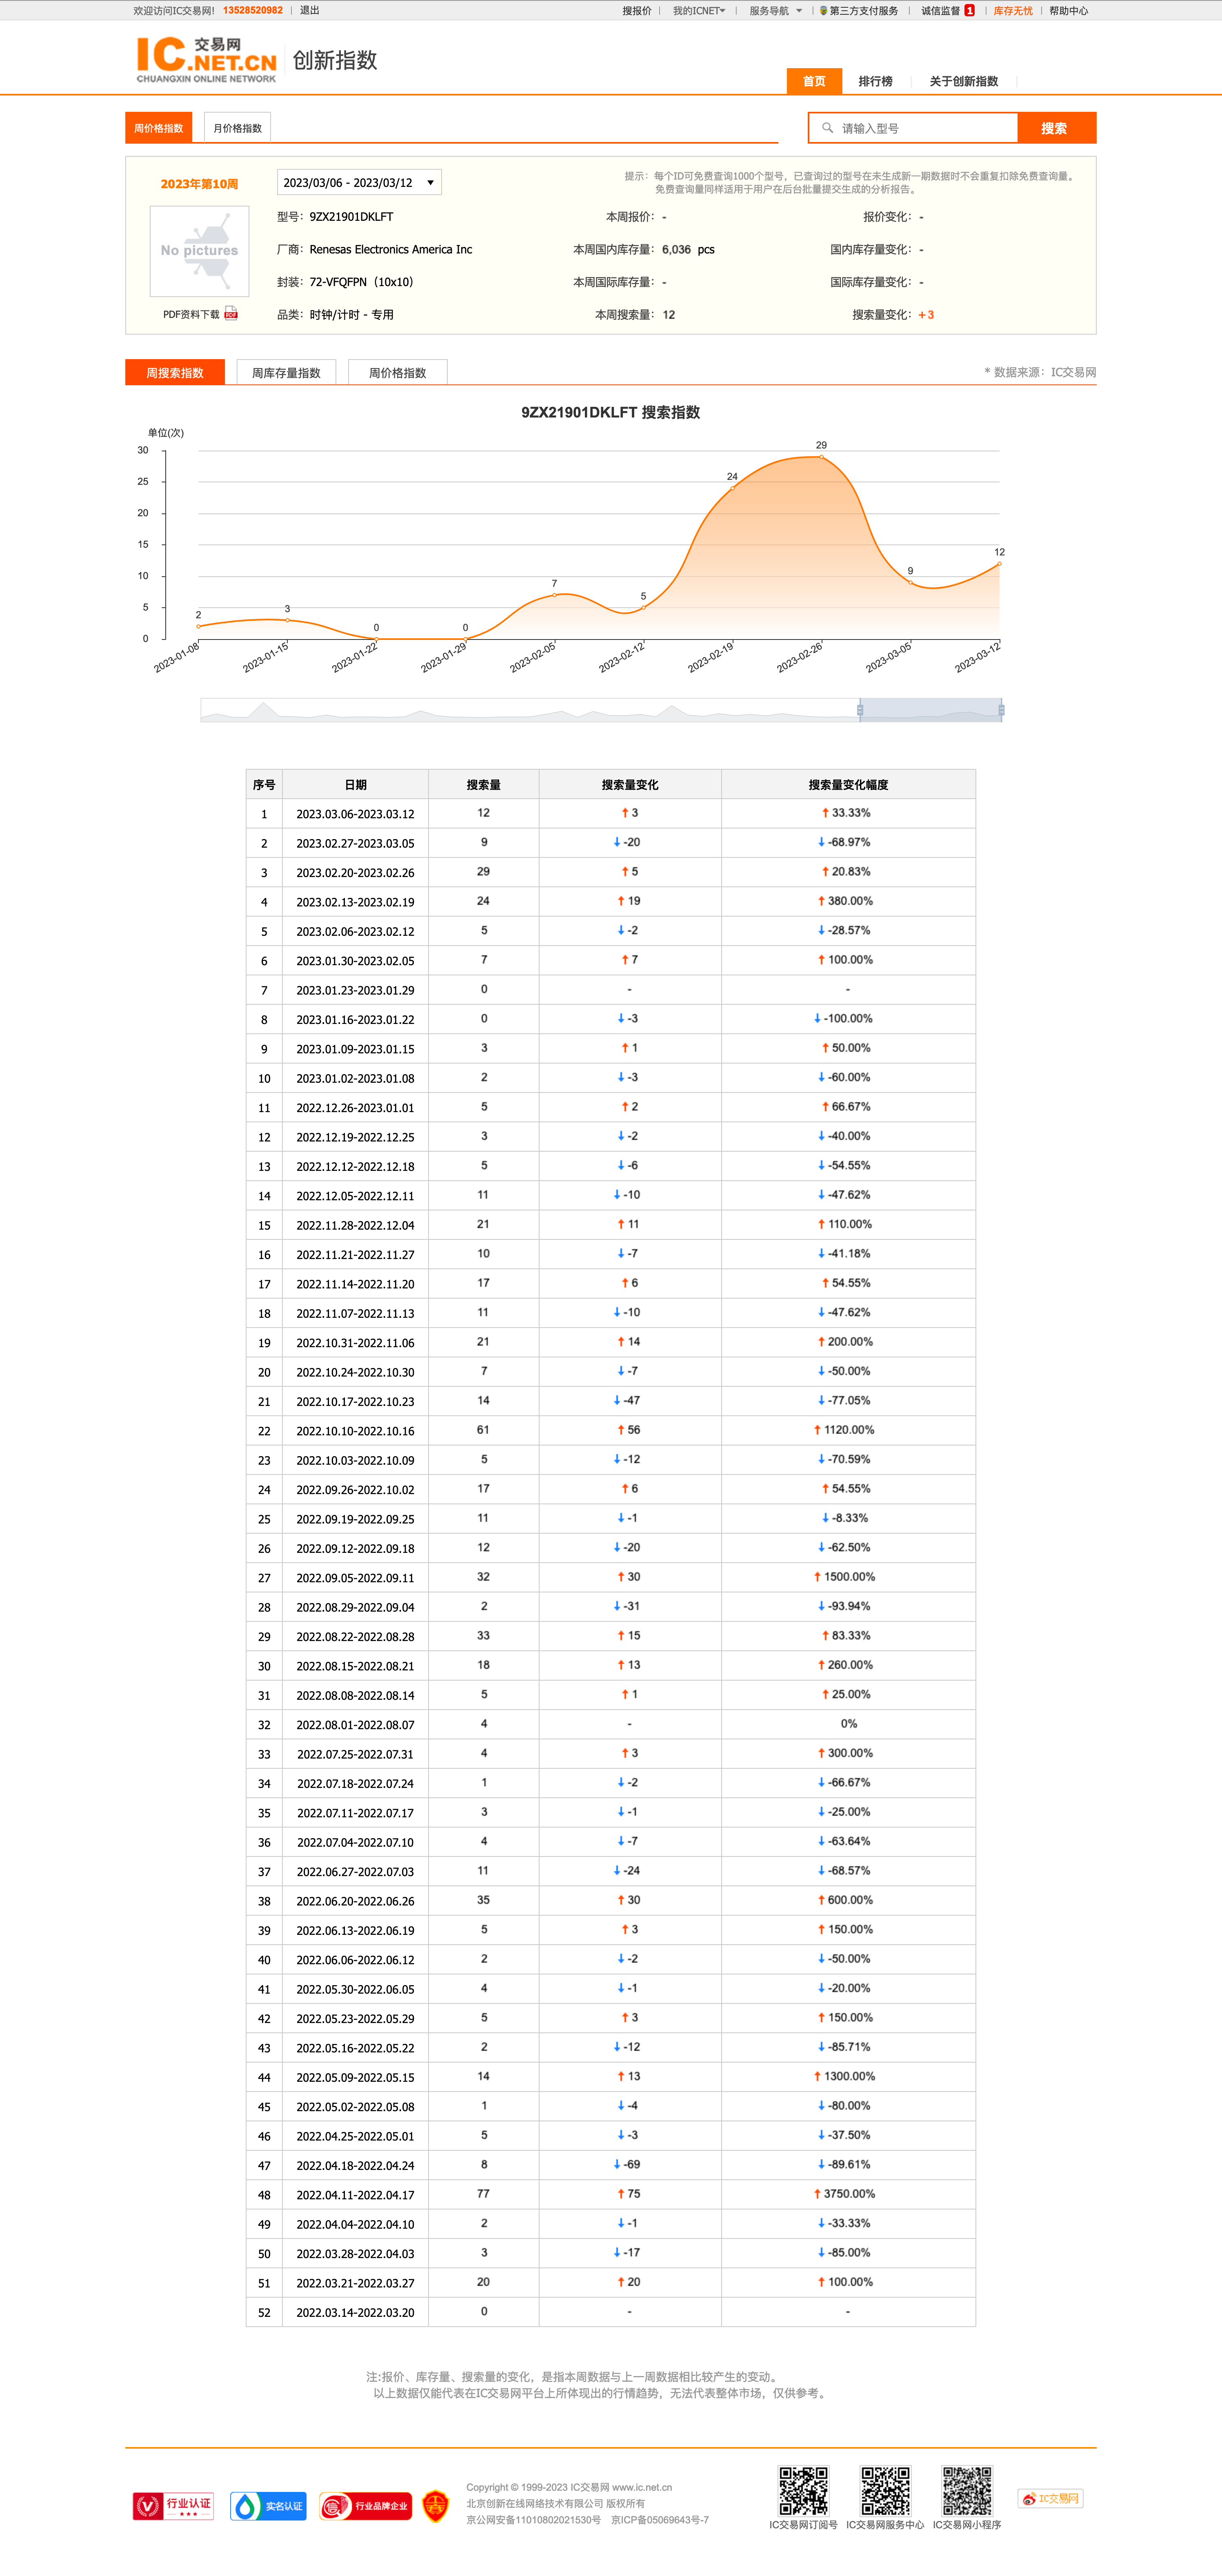 欢迎访问IC交易网! 13528520982 | 退出 搜报价 | 我的ICNET | 服务导航 | 第三方支付服务 | 诚信监督 1 | 库存无忧 | 帮助中心
IC 交易网 .NET.CN 创新指数
CHUANGXIN ONLINE NETWORK
首页 排行榜 关于创新指数
周价格指数 月价格指数 请输入型号 搜索
2023年第10周 2023/03/06 - 2023/03/12 提示：每个ID可免费查询1000个型号，已查询过的型号在未生成新一期数据时不会重复扣除免费查询量。
免费查询量同样适用于用户在后台批量提交生成的分析报告。
No pictures
PDF资料下载 PDF
型号：9ZX21901DKLFT 本周报价：- 报价变化：-
厂商：Renesas Electronics America Inc 本周国内库存量：6,036 pcs 国内库存量变化：-
封装：72-VFQFPN（10x10） 本周国际库存量：- 国际库存量变化：-
品类：时钟/计时 - 专用 本周搜索量：12 搜索量变化：+3
周搜索指数 周库存量指数 周价格指数 * 数据来源：IC交易网
9ZX21901DKLFT 搜索指数
单位(次)
30
25
20
15
10
5
0
2 3 0 0 7 5 24 29 9 12
2023-01-08 2023-01-15 2023-01-22 2023-01-29 2023-02-05 2023-02-12 2023-02-19 2023-02-26 2023-03-05 2023-03-12
序号 日期 搜索量 搜索量变化 搜索量变化幅度
1 2023.03.06-2023.03.12 12 ↑3 ↑33.33%
2 2023.02.27-2023.03.05 9 ↓-20 ↓-68.97%
3 2023.02.20-2023.02.26 29 ↑5 ↑20.83%
4 2023.02.13-2023.02.19 24 ↑19 ↑380.00%
5 2023.02.06-2023.02.12 5 ↓-2 ↓-28.57%
6 2023.01.30-2023.02.05 7 ↑7 ↑100.00%
7 2023.01.23-2023.01.29 0 - -
8 2023.01.16-2023.01.22 0 ↓-3 ↓-100.00%
9 2023.01.09-2023.01.15 3 ↑1 ↑50.00%
10 2023.01.02-2023.01.08 2 ↓-3 ↓-60.00%
11 2022.12.26-2023.01.01 5 ↑2 ↑66.67%
12 2022.12.19-2022.12.25 3 ↓-2 ↓-40.00%
13 2022.12.12-2022.12.18 5 ↓-6 ↓-54.55%
14 2022.12.05-2022.12.11 11 ↓-10 ↓-47.62%
15 2022.11.28-2022.12.04 21 ↑11 ↑110.00%
16 2022.11.21-2022.11.27 10 ↓-7 ↓-41.18%
17 2022.11.14-2022.11.20 17 ↑6 ↑54.55%
18 2022.11.07-2022.11.13 11 ↓-10 ↓-47.62%
19 2022.10.31-2022.11.06 21 ↑14 ↑200.00%
20 2022.10.24-2022.10.30 7 ↓-7 ↓-50.00%
21 2022.10.17-2022.10.23 14 ↓-47 ↓-77.05%
22 2022.10.10-2022.10.16 61 ↑56 ↑1120.00%
23 2022.10.03-2022.10.09 5 ↓-12 ↓-70.59%
24 2022.09.26-2022.10.02 17 ↑6 ↑54.55%
25 2022.09.19-2022.09.25 11 ↓-1 ↓-8.33%
26 2022.09.12-2022.09.18 12 ↓-20 ↓-62.50%
27 2022.09.05-2022.09.11 32 ↑30 ↑1500.00%
28 2022.08.29-2022.09.04 2 ↓-31 ↓-93.94%
29 2022.08.22-2022.08.28 33 ↑15 ↑83.33%
30 2022.08.15-2022.08.21 18 ↑13 ↑260.00%
31 2022.08.08-2022.08.14 5 ↑1 ↑25.00%
32 2022.08.01-2022.08.07 4 - 0%
33 2022.07.25-2022.07.31 4 ↑3 ↑300.00%
34 2022.07.18-2022.07.24 1 ↓-2 ↓-66.67%
35 2022.07.11-2022.07.17 3 ↓-1 ↓-25.00%
36 2022.07.04-2022.07.10 4 ↓-7 ↓-63.64%
37 2022.06.27-2022.07.03 11 ↓-24 ↓-68.57%
38 2022.06.20-2022.06.26 35 ↑30 ↑600.00%
39 2022.06.13-2022.06.19 5 ↑3 ↑150.00%
40 2022.06.06-2022.06.12 2 ↓-2 ↓-50.00%
41 2022.05.30-2022.06.05 4 ↓-1 ↓-20.00%
42 2022.05.23-2022.05.29 5 ↑3 ↑150.00%
43 2022.05.16-2022.05.22 2 ↓-12 ↓-85.71%
44 2022.05.09-2022.05.15 14 ↑13 ↑1300.00%
45 2022.05.02-2022.05.08 1 ↓-4 ↓-80.00%
46 2022.04.25-2022.05.01 5 ↓-3 ↓-37.50%
47 2022.04.18-2022.04.24 8 ↓-69 ↓-89.61%
48 2022.04.11-2022.04.17 77 ↑75 ↑3750.00%
49 2022.04.04-2022.04.10 2 ↓-1 ↓-33.33%
50 2022.03.28-2022.04.03 3 ↓-17 ↓-85.00%
51 2022.03.21-2022.03.27 20 ↑20 ↑100.00%
52 2022.03.14-2022.03.20 0 - -
注:报价、库存量、搜索量的变化，是指本周数据与上一周数据相比较产生的变动。
以上数据仅能代表在IC交易网平台上所体现出的行情趋势，无法代表整体市场，仅供参考。
行业认证 实名认证 行业品牌企业
Copyright © 1999-2023 IC交易网 www.ic.net.cn
北京创新在线网络技术有限公司 版权所有
京公网安备11010802021530号 京ICP备05069643号-7
IC交易网订阅号 IC交易网服务中心 IC交易网小程序
IC交易网